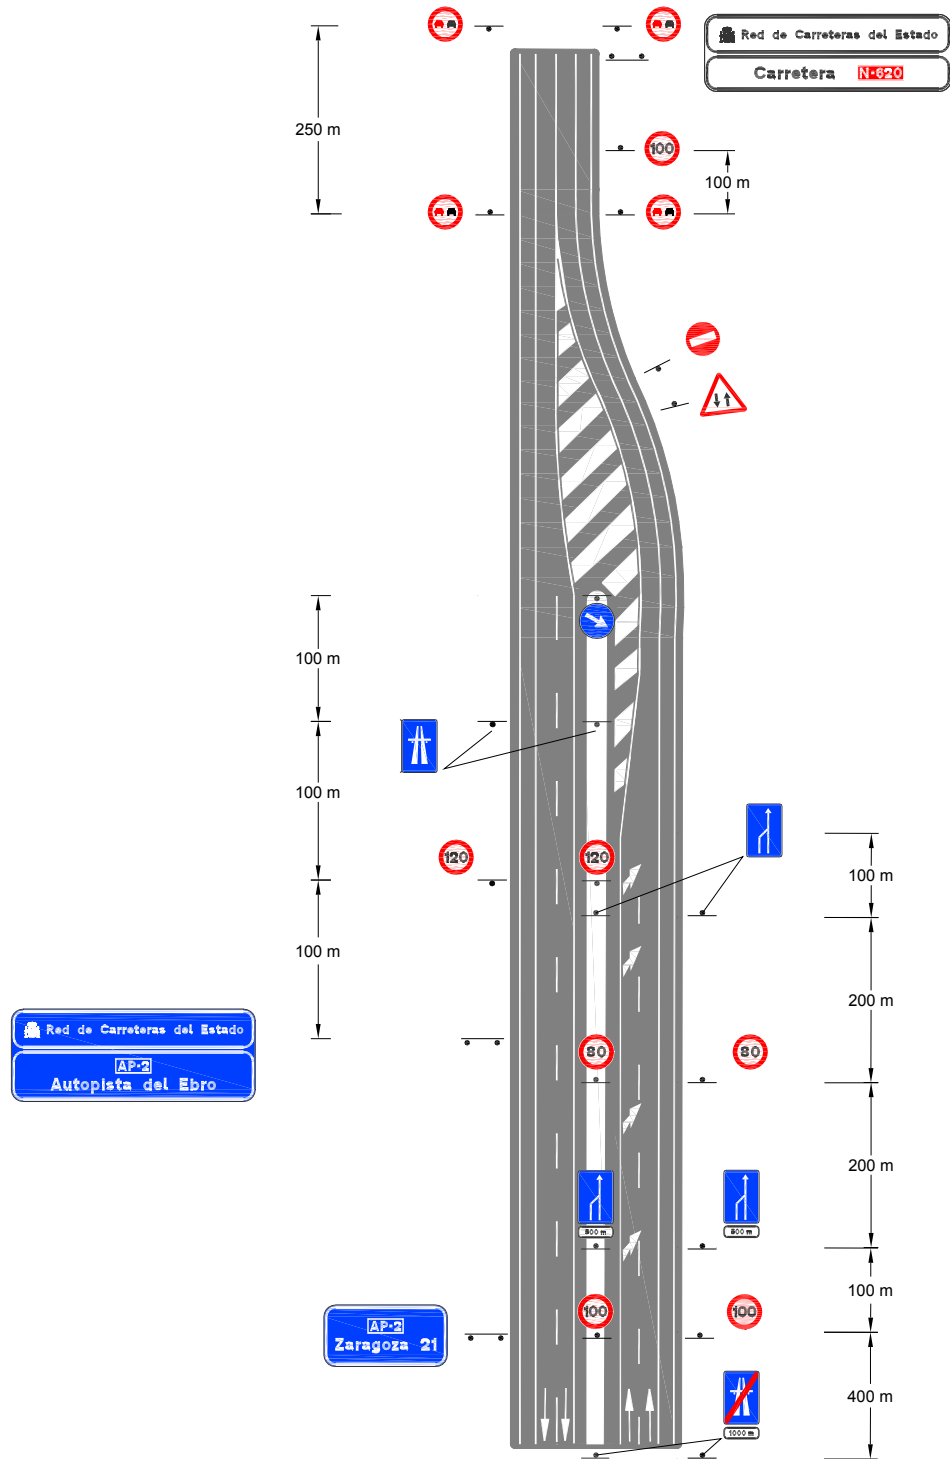 Red de Carreteras del Estado
Carretera N-620
250 m
100
100 m
100 m
100 m
120
120
100 m
100 m
200 m
Red de Carreteras del Estado
AP-2
Autopista del Ebro
80
80
200 m
100 m
100
100
AP-2
Zaragoza 21
400 m
1000 m